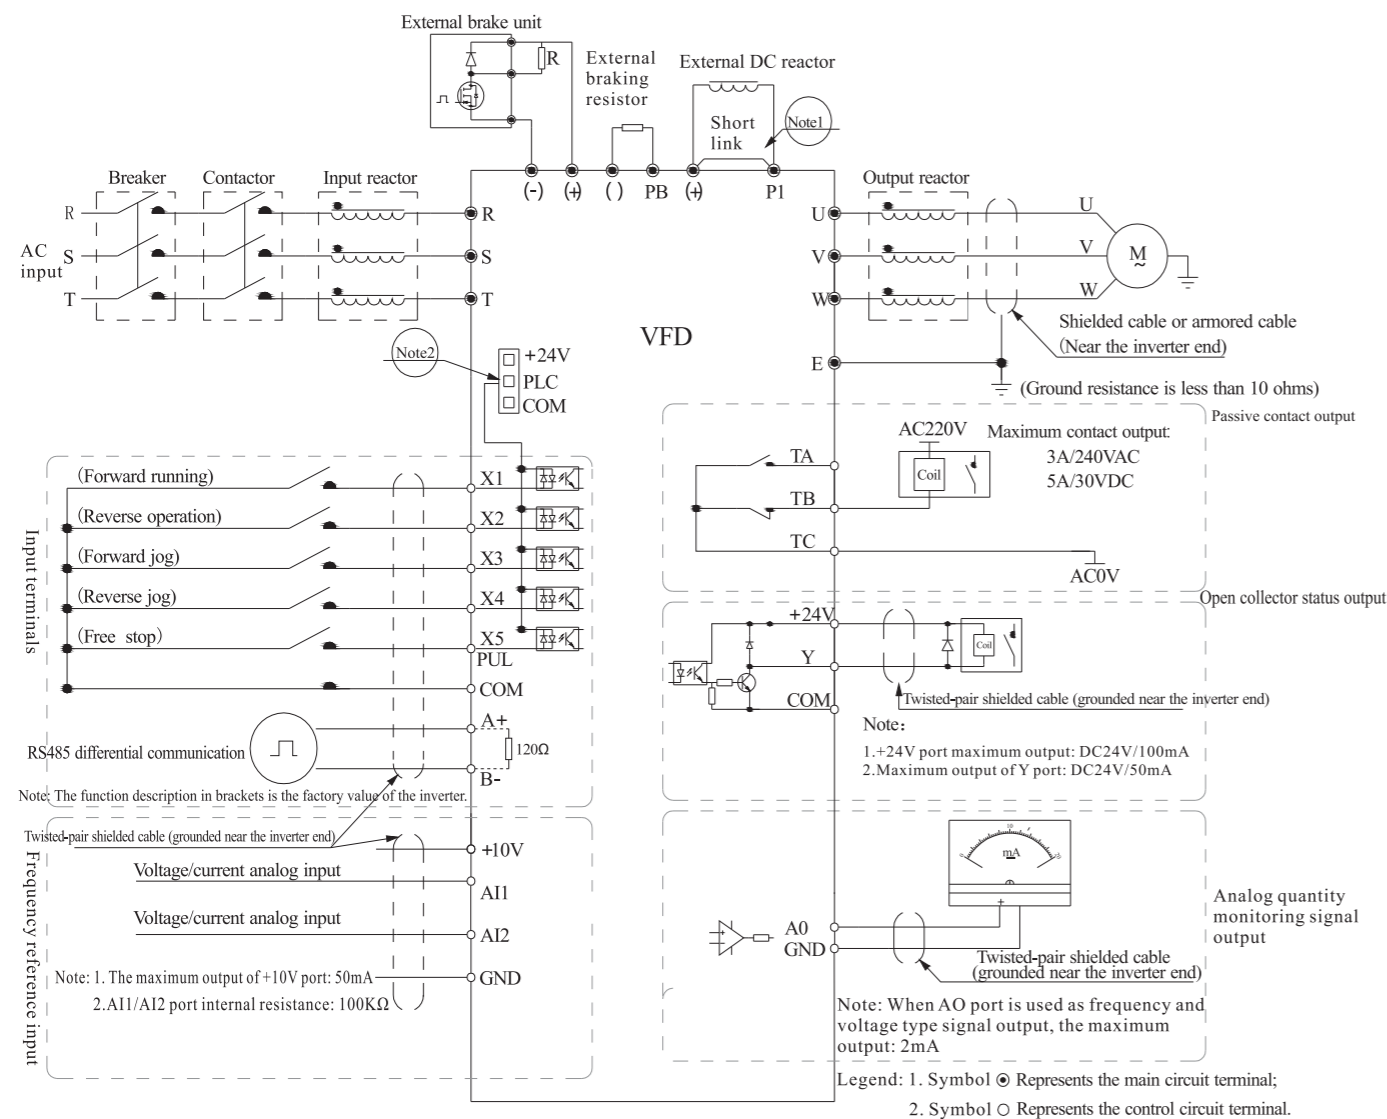 External brake unit
R
External
braking
resistor
External DC reactor
Short
link
Note1
Breaker
Contactor
Input reactor
(-)
(+)
( )
PB
(+)
P1
Output reactor
R
R
U
U
AC
input
S
S
V
V
M
~
T
T
W
W
VFD
Shielded cable or armored cable
(Near the inverter end)
Note2
+24V
PLC
COM
E
(Ground resistance is less than 10 ohms)
Passive contact output
AC220V
Maximum contact output:
3A/240VAC
5A/30VDC
Coil
TA
TB
TC
AC0V
Input terminals
(Forward running)
X1
(Reverse operation)
X2
(Forward jog)
X3
(Reverse jog)
X4
(Free stop)
X5
PUL
COM
Open collector status output
+24V
Y
COM
Coil
Twisted-pair shielded cable (grounded near the inverter end)
Note:
1.+24V port maximum output: DC24V/100mA
2.Maximum output of Y port: DC24V/50mA
RS485 differential communication
A+
120Ω
B-
Note: The function description in brackets is the factory value of the inverter.
Twisted-pair shielded cable (grounded near the inverter end)
Frequency reference input
+10V
Voltage/current analog input
AI1
Voltage/current analog input
AI2
Note: 1. The maximum output of +10V port: 50mA
GND
2.AI1/AI2 port internal resistance: 100KΩ
0
10
20
mA
+
A0
GND
Analog quantity
monitoring signal
output
Twisted-pair shielded cable
(grounded near the inverter end)
Note: When AO port is used as frequency and
voltage type signal output, the maximum
output: 2mA
Legend: 1. Symbol ⦿ Represents the main circuit terminal;
2. Symbol ○ Represents the control circuit terminal.